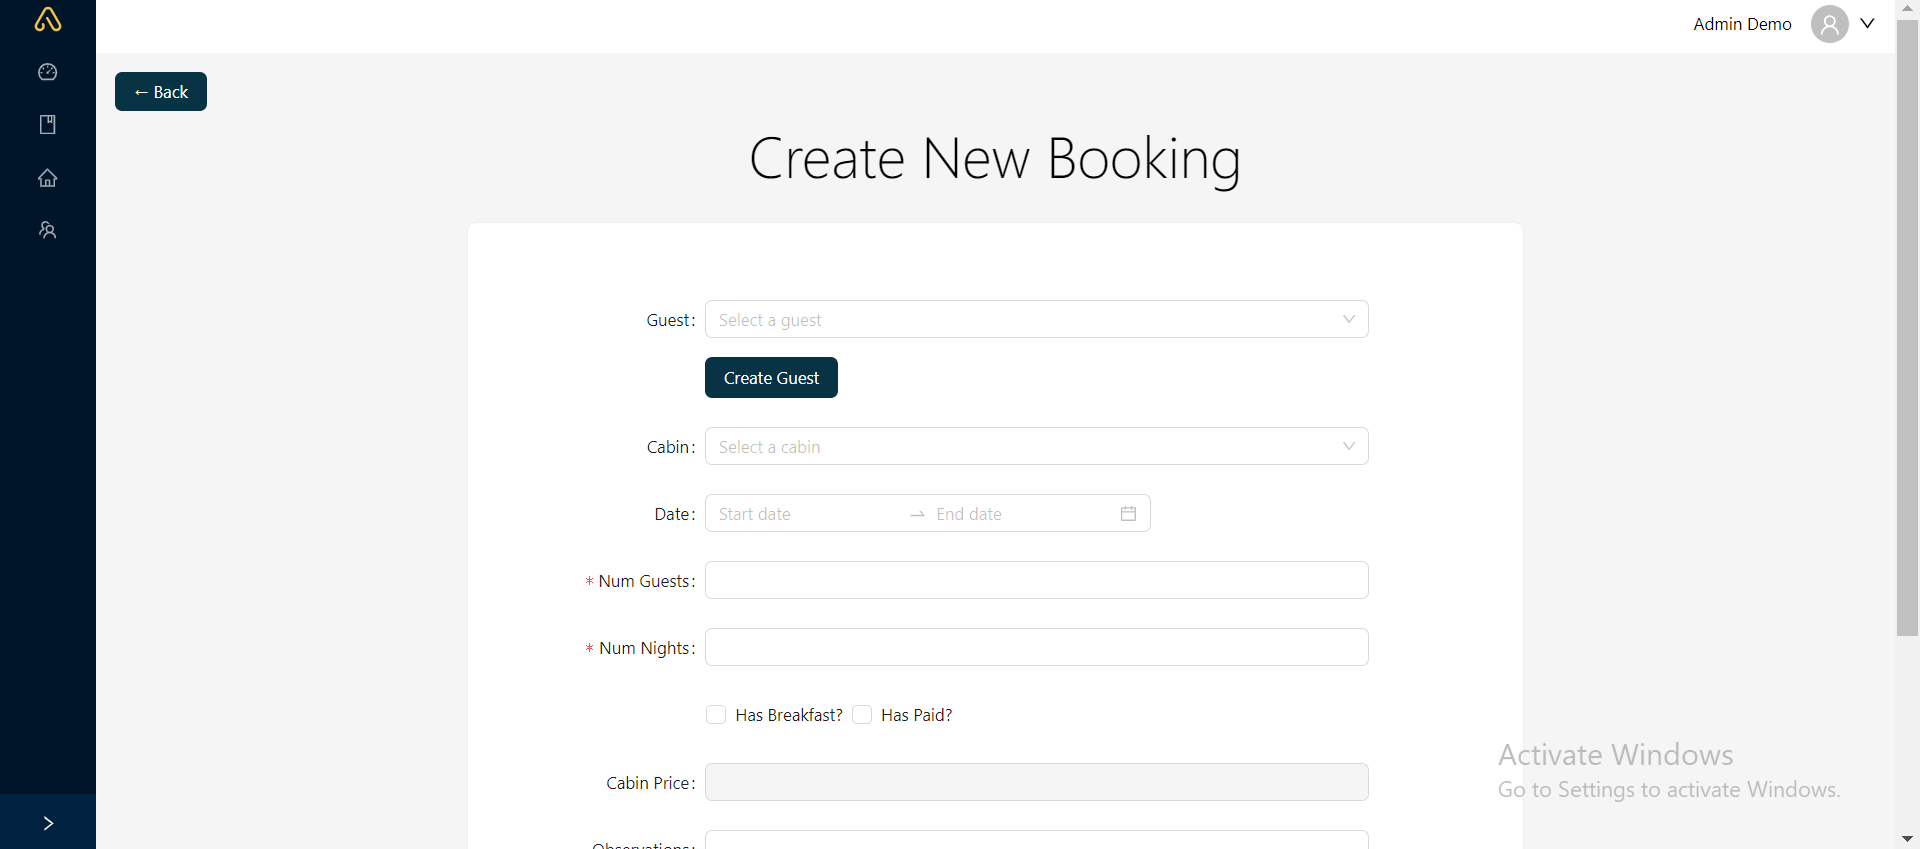 Admin Demo
← Back
Create New Booking
Guest: Select a guest
Create Guest
Cabin: Select a cabin
Date: Start date → End date
* Num Guests:
* Num Nights:
Has Breakfast? Has Paid?
Cabin Price:
Activate Windows
Go to Settings to activate Windows.
Observations: